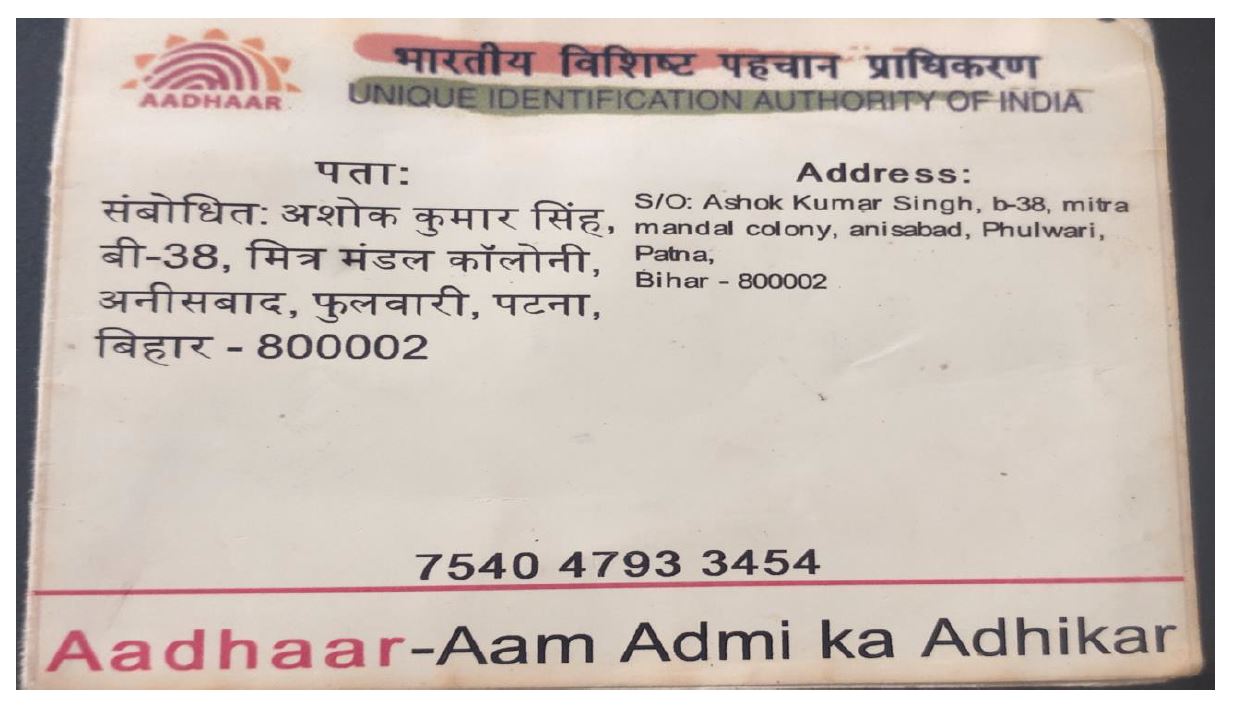 भारतीय विशिष्ट पहचान प्राधिकरण
AADHAAR
UNIQUE IDENTIFICATION AUTHORITY OF INDIA
पता:
संबोधित: अशोक कुमार सिंह,
बी-38, मित्र मंडल कॉलोनी,
अनीसबाद, फुलवारी, पटना,
बिहार - 800002
Address:
S/O: Ashok Kumar Singh, b-38, mitra
mandal colony, anisabad, Phulwari,
Patna,
Bihar - 800002
7540 4793 3454
Aadhaar-Aam Admi ka Adhikar